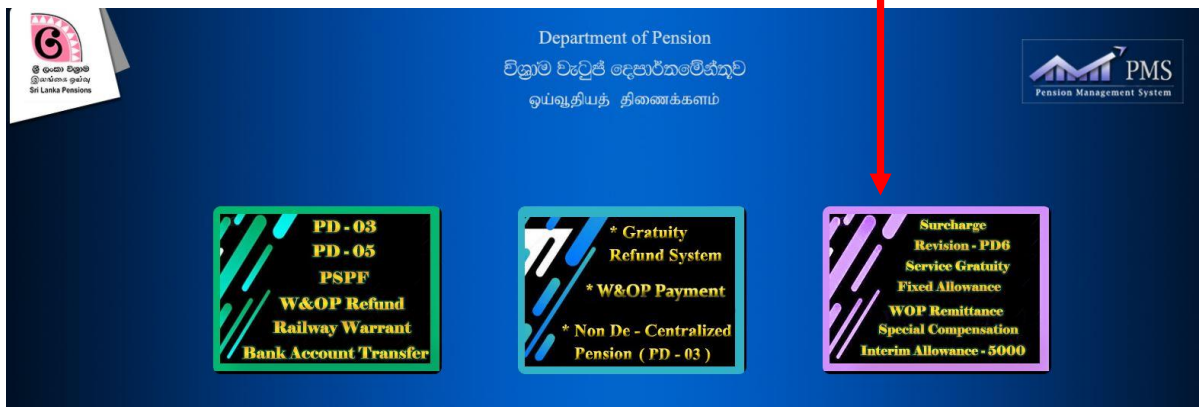 ශ්‍රී ලංකා විශ්‍රාම
இலங்கை ஓய்வு
Sri Lanka Pensions
Department of Pension
විශ්‍රාම වැටුප් දෙපාර්තමේන්තුව
ஓய்வூதியத் திணைக்களம்
PMS
Pension Management System
PD - 03
PD - 05
PSPF
W&OP Refund
Railway Warrant
Bank Account Transfer
* Gratuity
Refund System
* W&OP Payment
* Non De - Centralized
Pension ( PD - 03 )
Surcharge
Revision - PD6
Service Gratuity
Fixed Allowance
WOP Remittance
Special Compensation
Interim Allowance - 5000